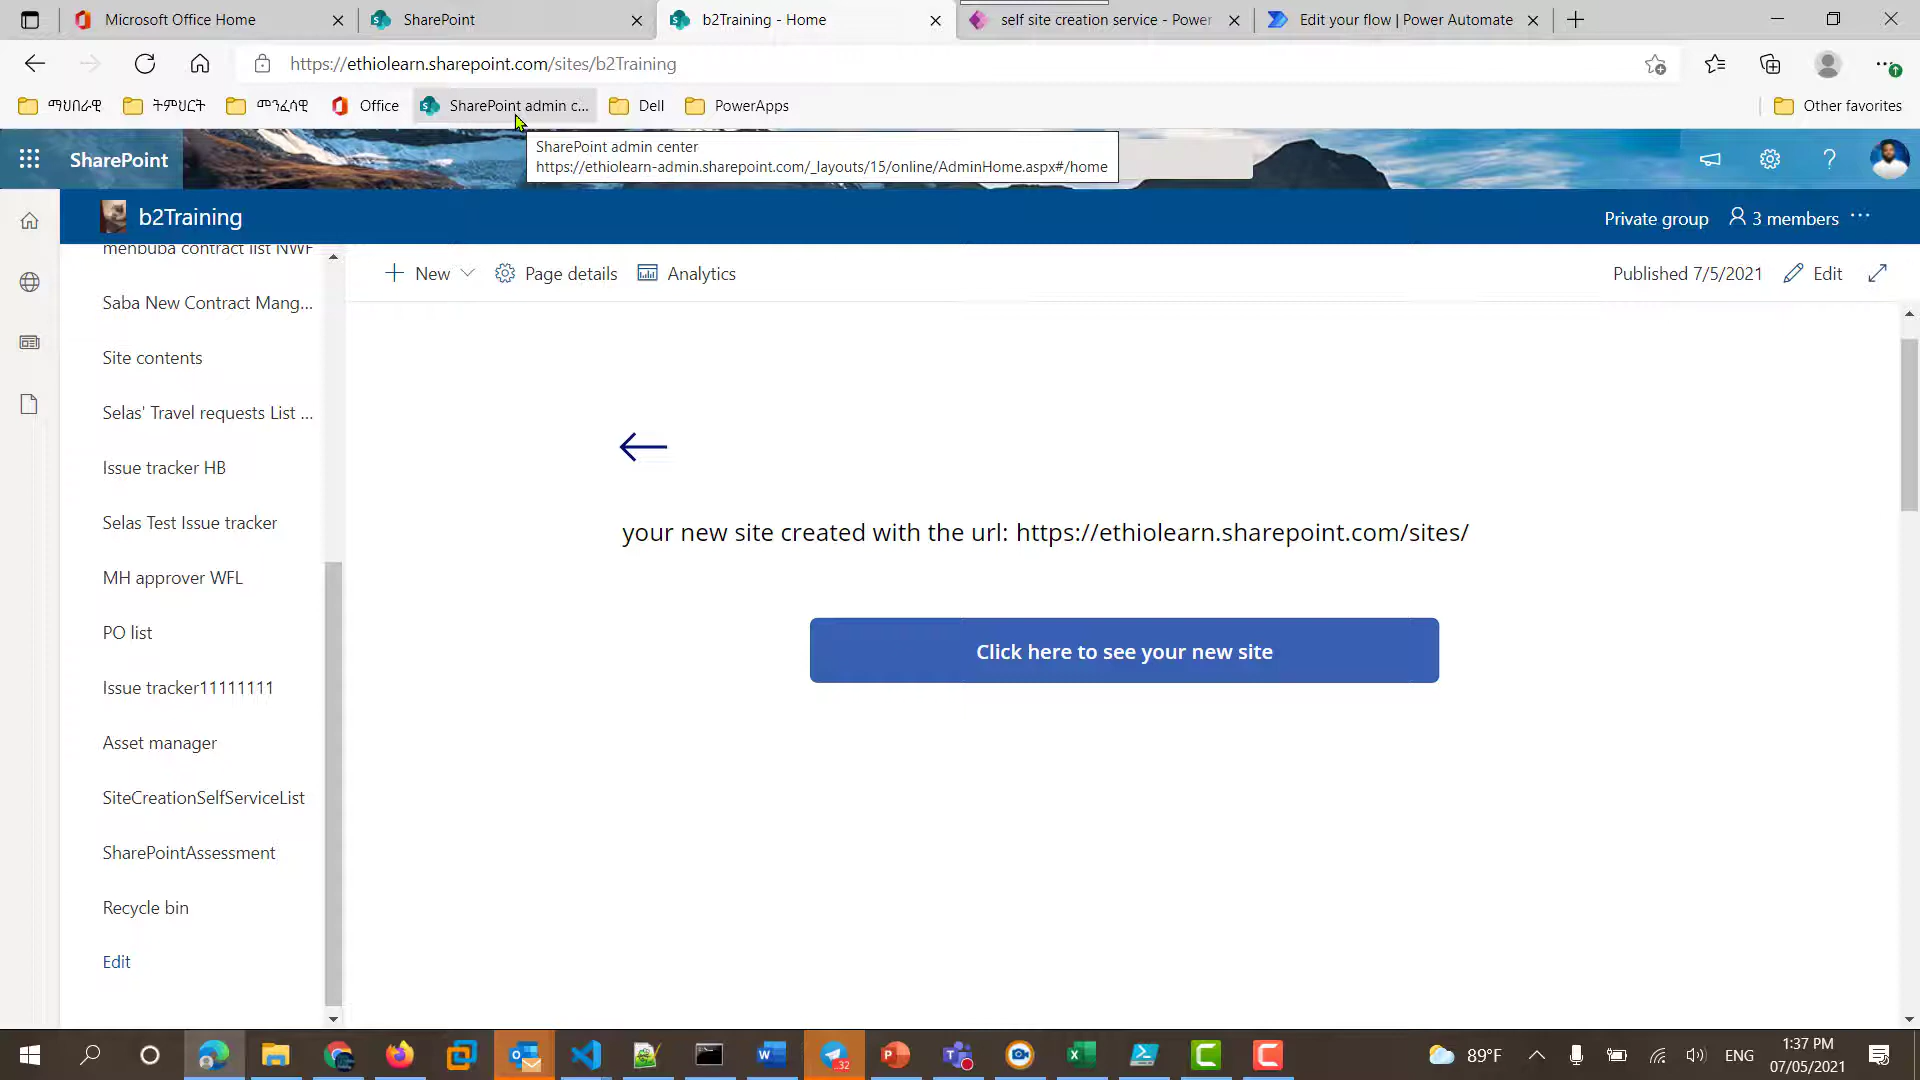 Microsoft Office Home
SharePoint
b2Training - Home
self site creation service - Power
Edit your flow | Power Automate
https://ethiolearn.sharepoint.com/sites/b2Training
ማህበራዊ
ትምህርት
መንፈሳዊ
Office
SharePoint admin c...
Dell
PowerApps
Other favorites
SharePoint
SharePoint admin center
https://ethiolearn-admin.sharepoint.com/_layouts/15/online/AdminHome.aspx#/home
b2Training
Private group
3 members
menbuba contract list NWF
Saba New Contract Mang...
Site contents
Selas' Travel requests List ...
Issue tracker HB
Selas Test Issue tracker
MH approver WFL
PO list
Issue tracker11111111
Asset manager
SiteCreationSelfServiceList
SharePointAssessment
Recycle bin
Edit
New
Page details
Analytics
Published 7/5/2021
Edit
your new site created with the url: https://ethiolearn.sharepoint.com/sites/
Click here to see your new site
32
89°F
ENG
1:37 PM
07/05/2021